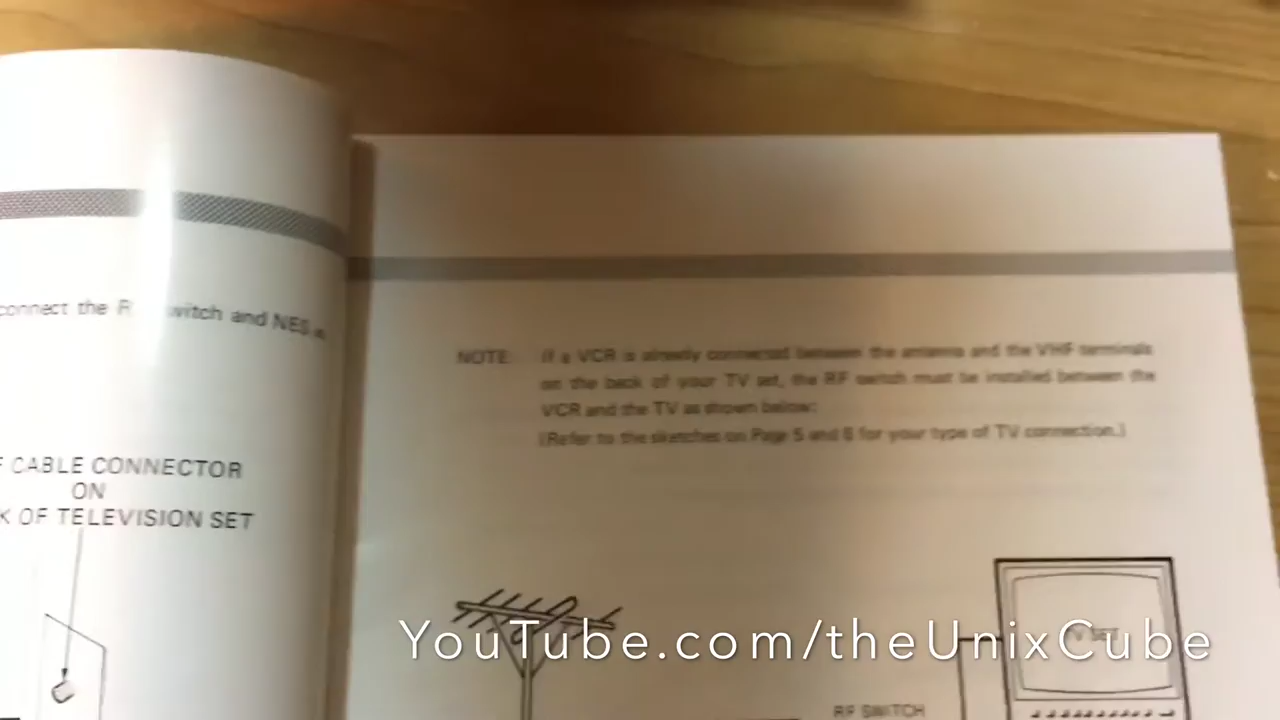 connect the R witch and NES
CABLE CONNECTOR
ON
K OF TELEVISION SET
NOTE: If a VCR is already connected between the antenna and the VHF terminals
on the back of your TV set, the RF switch must be installed between the
VCR and the TV as shown below:
(Refer to the sketches on Page 5 and 6 for your type of TV connection.)
TV SET
RF SWITCH
YouTube.com/theUnixCube